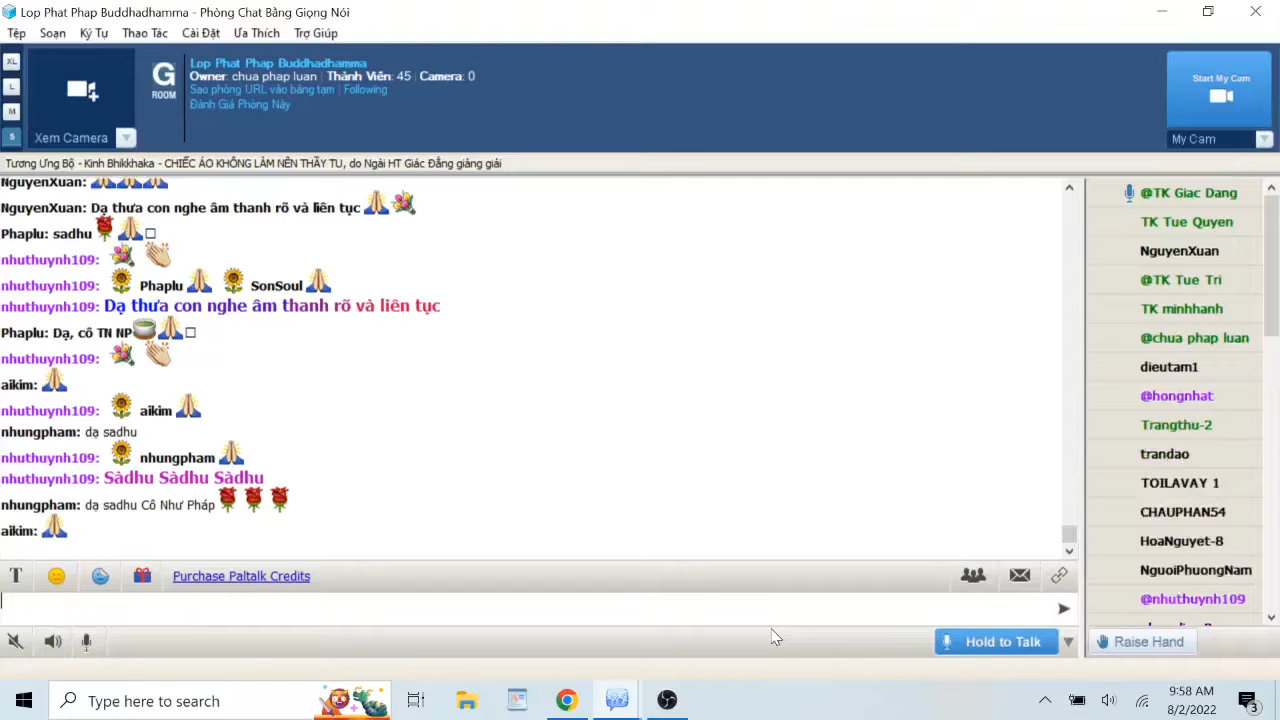 Lop Phat Phap Buddhadhamma - Phòng Chat Bằng Giọng Nói
Tệp Soạn Ký Tự Thao Tác Cài Đặt Ưa Thích Trợ Giúp
XL
L
M
S
Xem Camera
G
ROOM
Lop Phat Phap Buddhadhamma
Owner: chua phap luan | Thành Viên: 45 | Camera: 0
Sao phòng URL vào bảng tạm | Following
Đánh Giá Phòng Này
Start My Cam
My Cam
Tương Ưng Bộ - Kinh Bhikkhaka - CHIẾC ÁO KHÔNG LÀM NÊN THẦY TU, do Ngài HT Giác Đẳng giảng giải
NguyenXuan:
NguyenXuan: Dạ thưa con nghe âm thanh rõ và liên tục
Phaplu: sadhu
nhuthuynh109:
nhuthuynh109: Phaplu SonSoul
nhuthuynh109: Dạ thưa con nghe âm thanh rõ và liên tục
Phaplu: Dạ, cô TN NP
nhuthuynh109:
aikim:
nhuthuynh109: aikim
nhungpham: dạ sadhu
nhuthuynh109: nhungpham
nhuthuynh109: Sàdhu Sàdhu Sàdhu
nhungpham: dạ sadhu Cô Như Pháp
aikim:
@TK Giac Dang
TK Tue Quyen
NguyenXuan
@TK Tue Tri
TK minhhanh
@chua phap luan
dieutam1
@hongnhat
Trangthu-2
trandao
TOILAVAY 1
CHAUPHAN54
HoaNguyet-8
NguoiPhuongNam
@nhuthuynh109
T
Purchase Paltalk Credits
Hold to Talk
Raise Hand
Type here to search
9:58 AM
8/2/2022
3